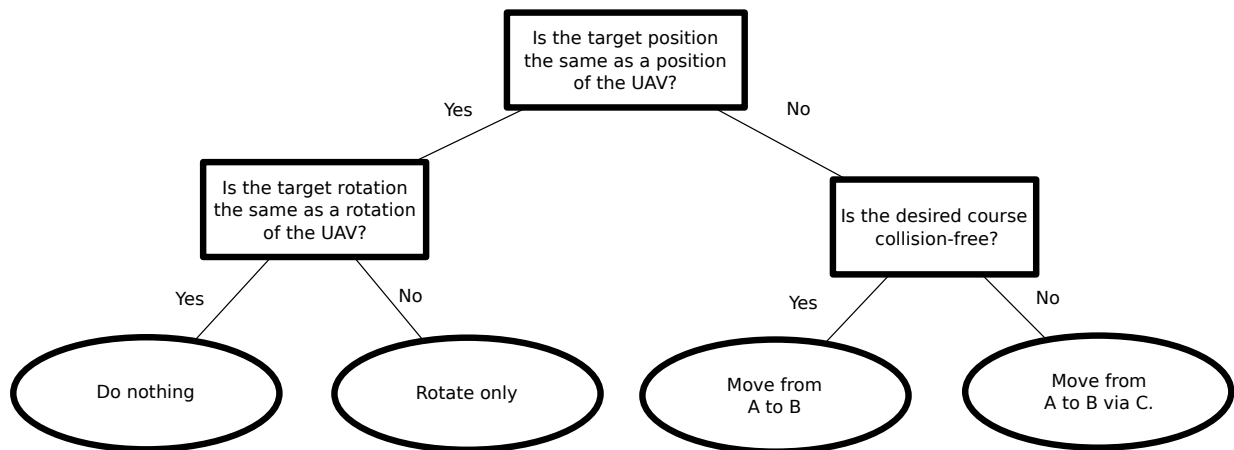 Is the target position
the same as a position
of the UAV?
Yes
No
Is the target rotation
the same as a rotation
of the UAV?
Is the desired course
collision-free?
Yes
No
Yes
No
Do nothing
Rotate only
Move from
A to B
Move from
A to B via C.